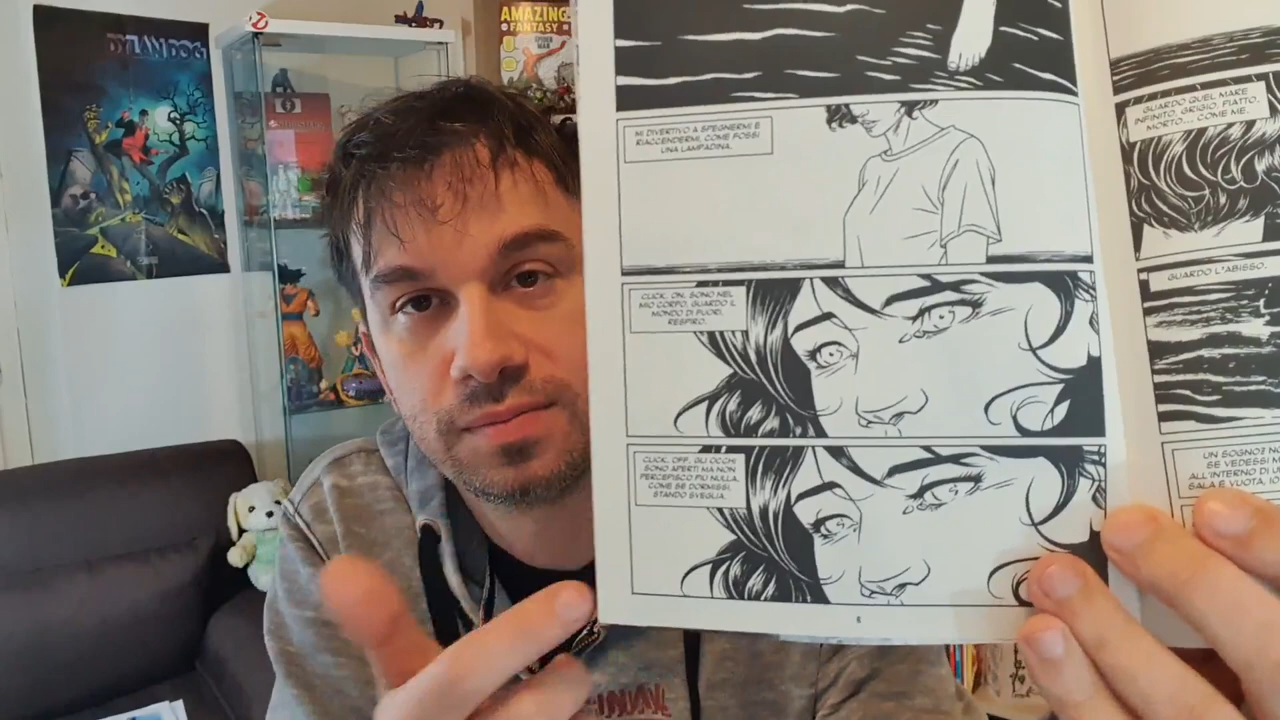 DYLAN DOG
AMAZING
FANTASY
MI DIVERTIVO A SPEGNERMI E
RIACCENDERMI, COME FOSSI
UNA LAMPADINA.
CLICK. ON. SONO NEL
MIO CORPO, GUARDO IL
MONDO DI FUORI.
RESPIRO.
CLICK. OFF. GLI OCCHI
SONO APERTI MA NON
PERCEPISCO PIÙ NULLA,
COME SE DORMISSI,
STANDO SVEGLIA.
GUARDO QUEL MARE
INFINITO, GRIGIO, PIATTO,
MORTO... COME ME.
GUARDO L'ABISSO.
UN SOGNO? NO
SE VEDESSI M
ALL'INTERNO DI U
SALA È VUOTA, IO